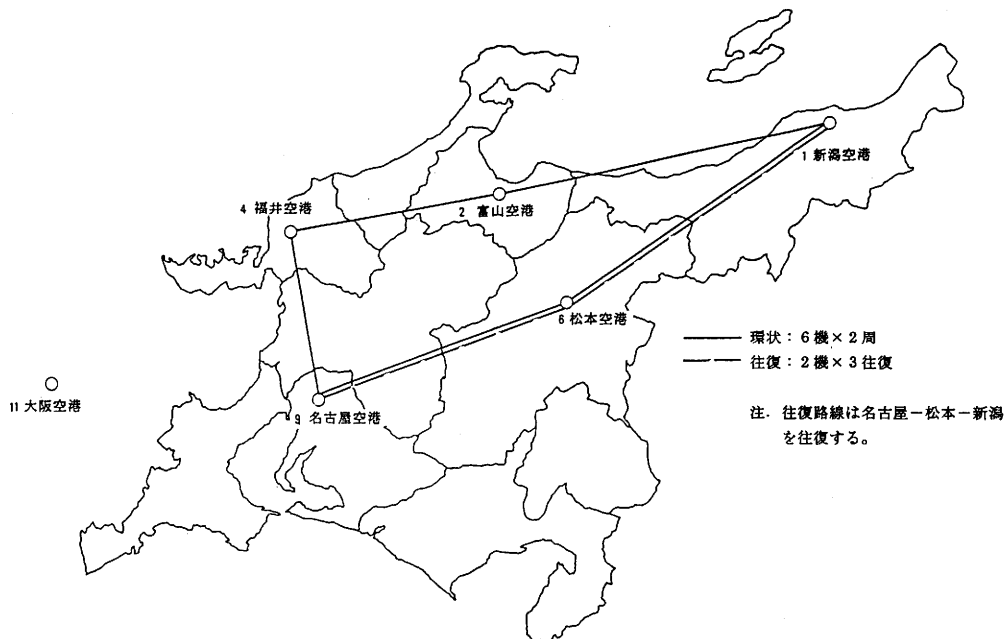 1 新潟空港
4 福井空港
2 富山空港
6 松本空港
環状：6機×2周
往復：2機×3往復
11 大阪空港
9 名古屋空港
注. 往復路線は名古屋－松本－新潟
を往復する。